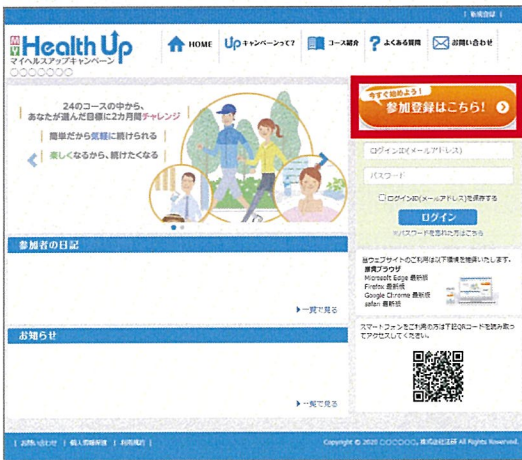 | 新規登録 |
MY Health Up
マイヘルスアップキャンペーン
○○○○○○○
HOME
Up キャンペーンって?
コース紹介
? よくある質問
お問い合わせ
24のコースの中から、
あなたが選んだ目標に2カ月間チャレンジ
簡単だから気軽に続けられる
楽しくなるから、続けたくなる
今すぐ始めよう!
参加登録はこちら!
ログインID(メールアドレス)
パスワード
ログインID(メールアドレス)を保存する
ログイン
※パスワードを忘れた方はこちら
参加者の日記
一覧で見る
お知らせ
一覧で見る
当ウェブサイトのご利用は以下環境を推奨いたします。
推奨ブラウザ
Microsoft Edge 最新版
Firefox 最新版
Google Chrome 最新版
safari 最新版
スマートフォンをご利用の方は下記QRコードを読み取っ
てアクセスしてください。
| お問い合わせ | 個人情報保護 | 利用規約 |
Copyright © 2020 ○○○○○○, 株式会社法研 All Rights Reserved.